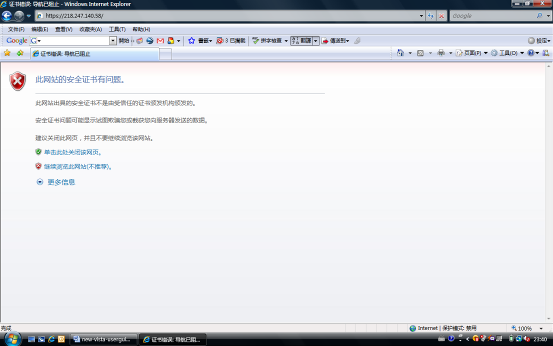 证书错误: 导航已阻止 - Windows Internet Explorer
https://218.247.140.58/
Google
文件(F) 编辑(E) 查看(V) 收藏夹(A) 工具(T) 帮助(H)
Google
G
開始
書籤
3 已攔截
拼字檢查
翻譯
傳送到
設定
证书错误: 导航已阻止
页面(P)
工具(O)
此网站的安全证书有问题。
此网站出具的安全证书不是由受信任的证书颁发机构颁发的。
安全证书问题可能显示试图欺骗您或截获您向服务器发送的数据。
建议关闭此网页，并且不要继续浏览该网站。
单击此处关闭该网页。
继续浏览此网站(不推荐)。
更多信息
完成
Internet | 保护模式: 禁用
100%
new-vista-usergui...
证书错误: 导航已阻...
23:40